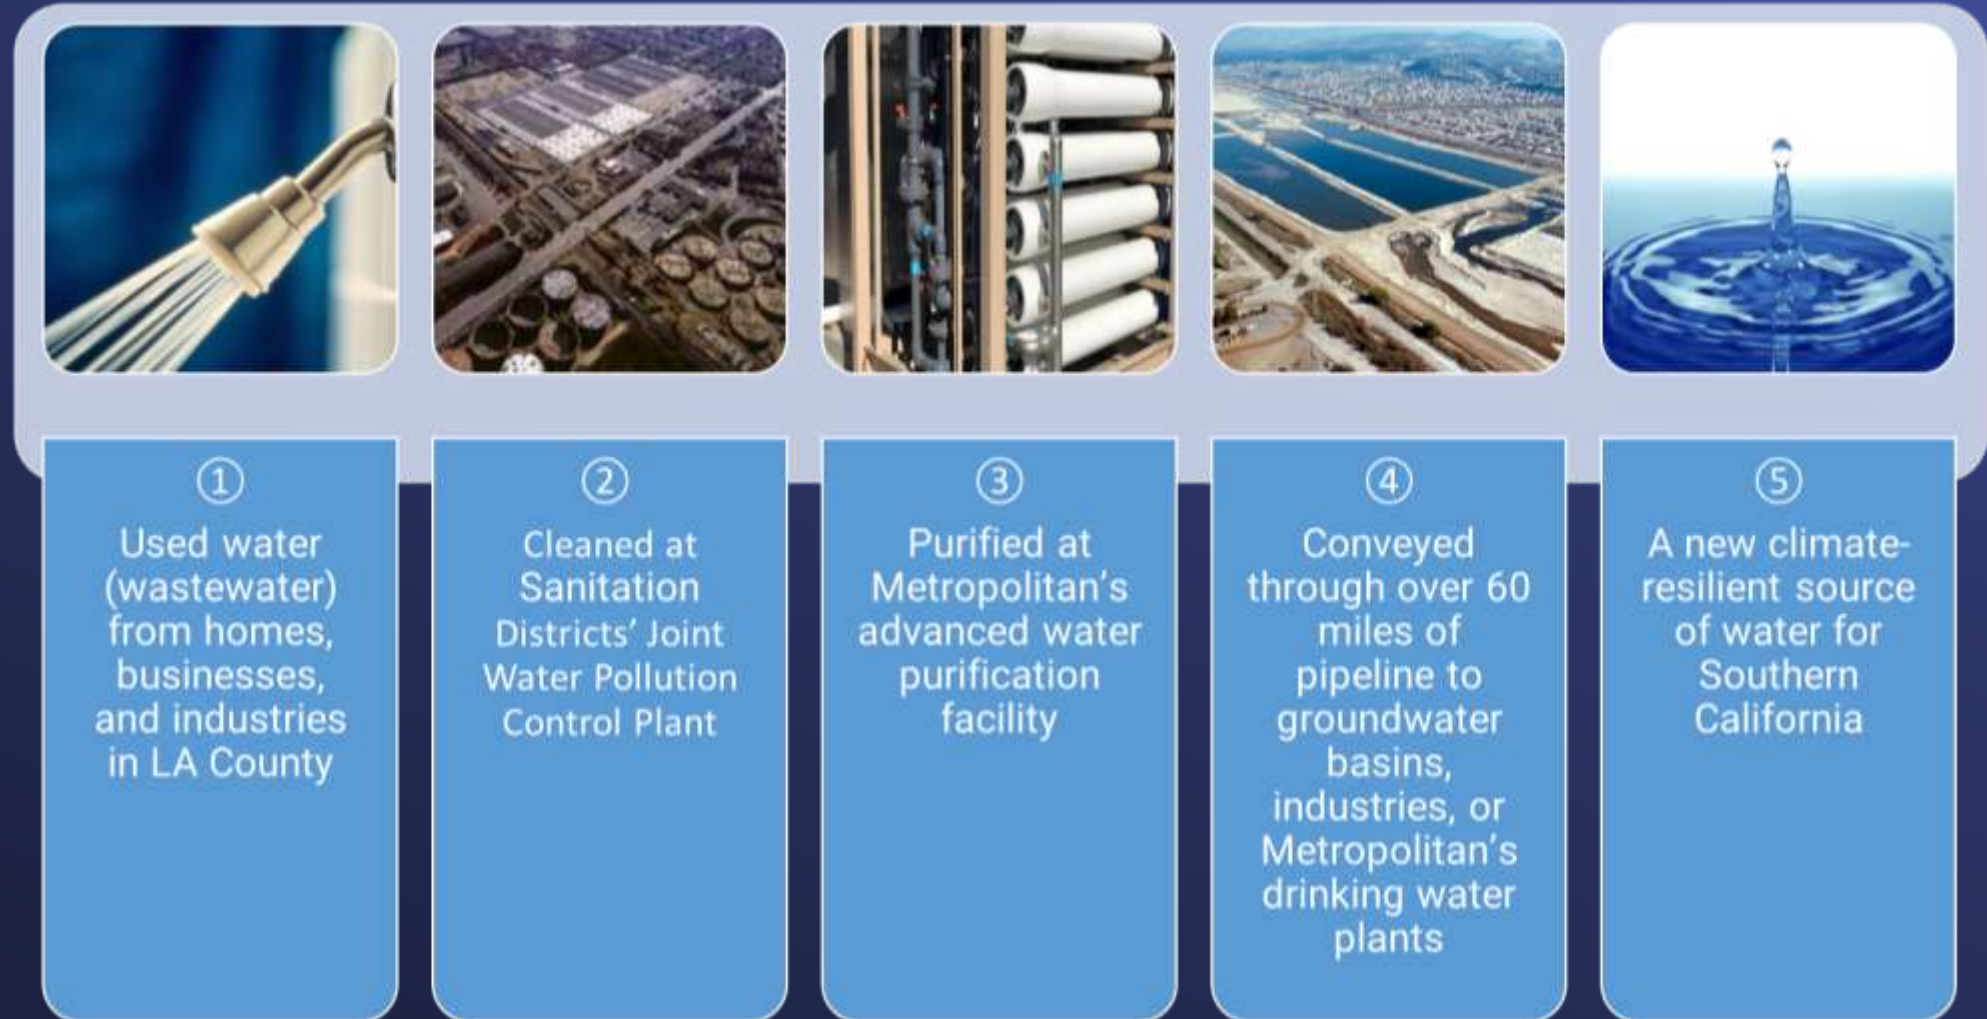 ①
Used water
(wastewater)
from homes,
businesses,
and industries
in LA County
②
Cleaned at
Sanitation
Districts’ Joint
Water Pollution
Control Plant
③
Purified at
Metropolitan’s
advanced water
purification
facility
④
Conveyed
through over 60
miles of
pipeline to
groundwater
basins,
industries, or
Metropolitan’s
drinking water
plants
⑤
A new climate-
resilient source
of water for
Southern
California